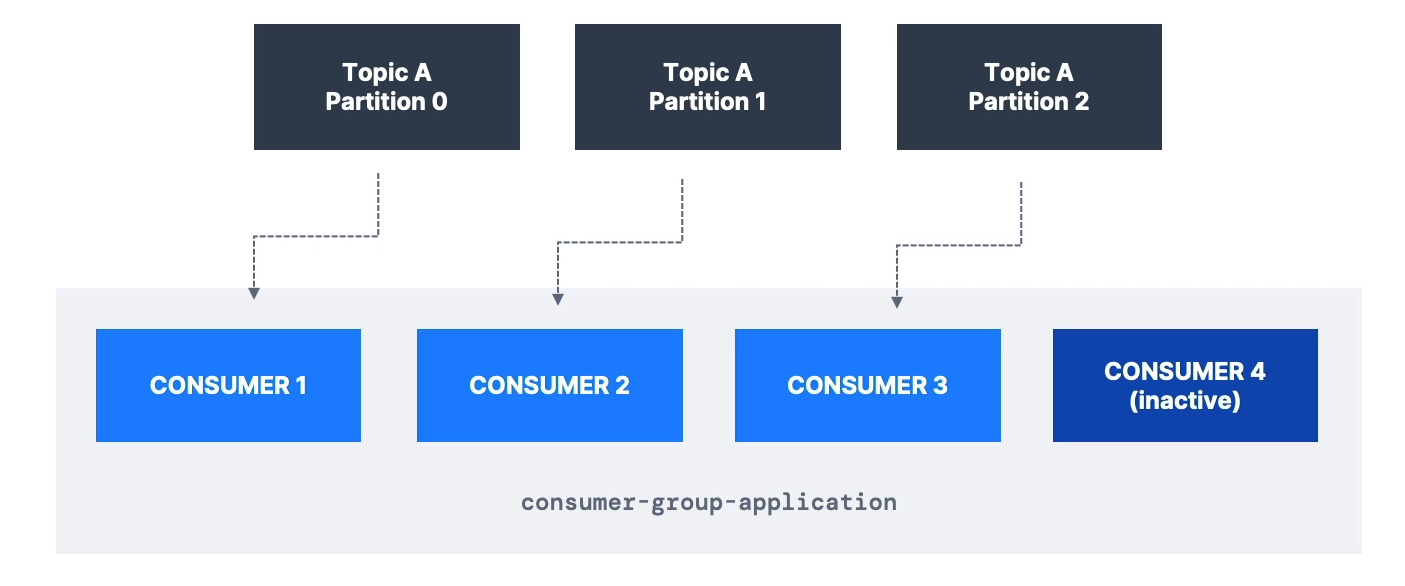 Topic A
Partition 0
Topic A
Partition 1
Topic A
Partition 2
CONSUMER 1
CONSUMER 2
CONSUMER 3
CONSUMER 4
(inactive)
consumer-group-application